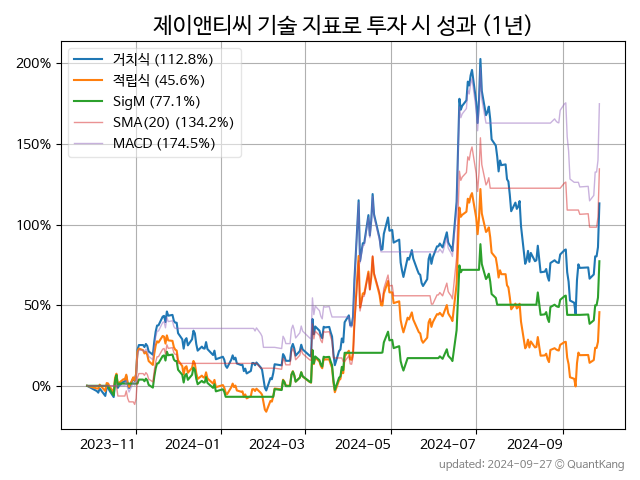 제이앤티씨 기술 지표로 투자 시 성과 (1년)
거치식 (112.8%)
적립식 (45.6%)
SigM (77.1%)
SMA(20) (134.2%)
MACD (174.5%)
200%
150%
100%
50%
0%
2023-11 2024-01 2024-03 2024-05 2024-07 2024-09
updated: 2024-09-27 @ QuantKang